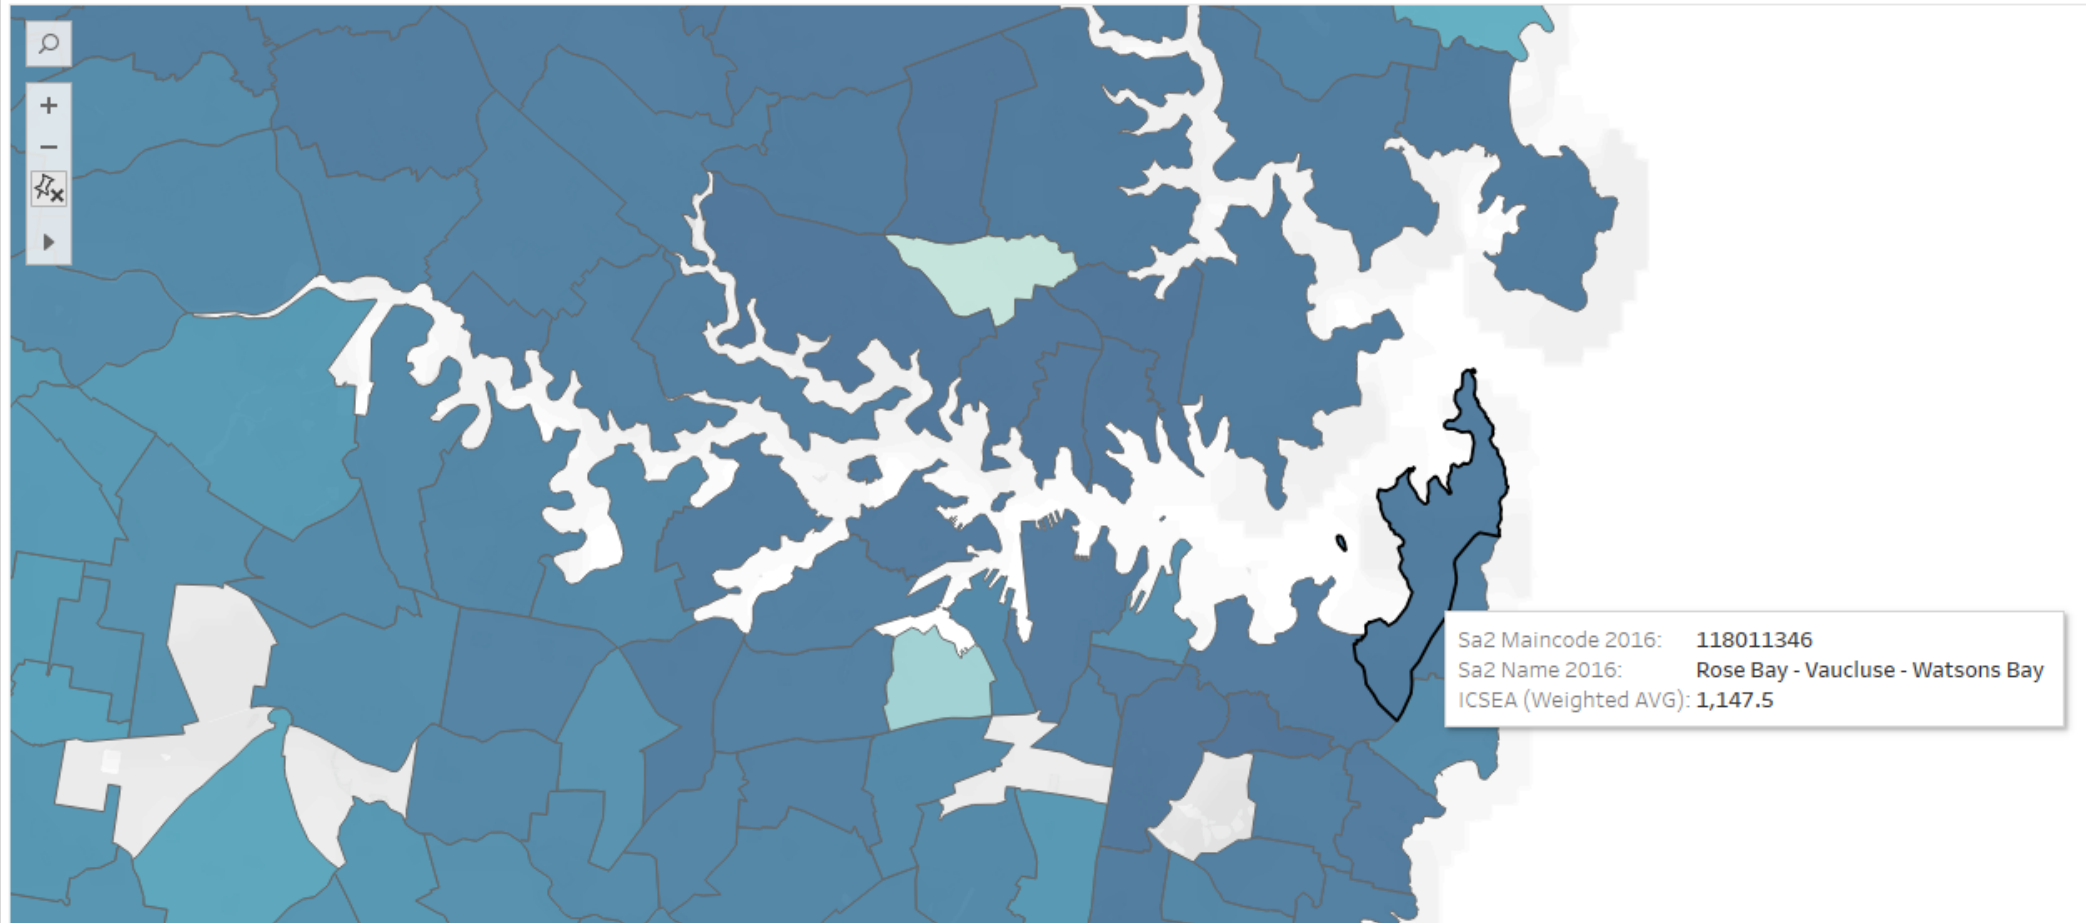 Sa2 Maincode 2016: 118011346
Sa2 Name 2016: Rose Bay - Vaucluse - Watsons Bay
ICSEA (Weighted AVG): 1,147.5